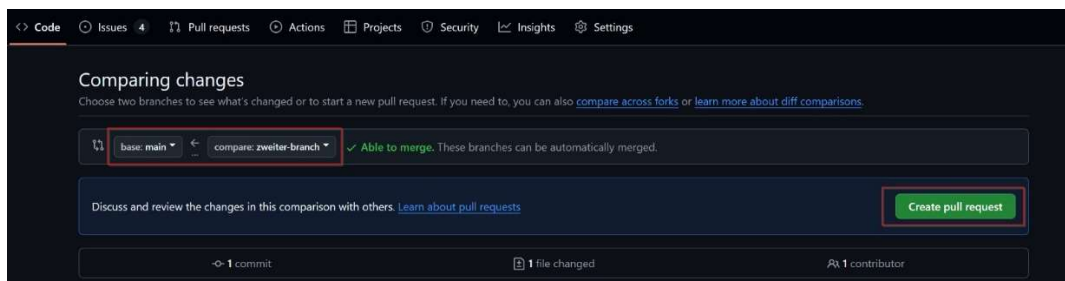 <> Code Issues 4 Pull requests Actions Projects Security Insights Settings
Comparing changes
Choose two branches to see what's changed or to start a new pull request. If you need to, you can also compare across forks or learn more about diff comparisons.
base: main ← compare: zweiter-branch ✓ Able to merge. These branches can be automatically merged.
Discuss and review the changes in this comparison with others. Learn about pull requests Create pull request
1 commit 1 file changed 1 contributor